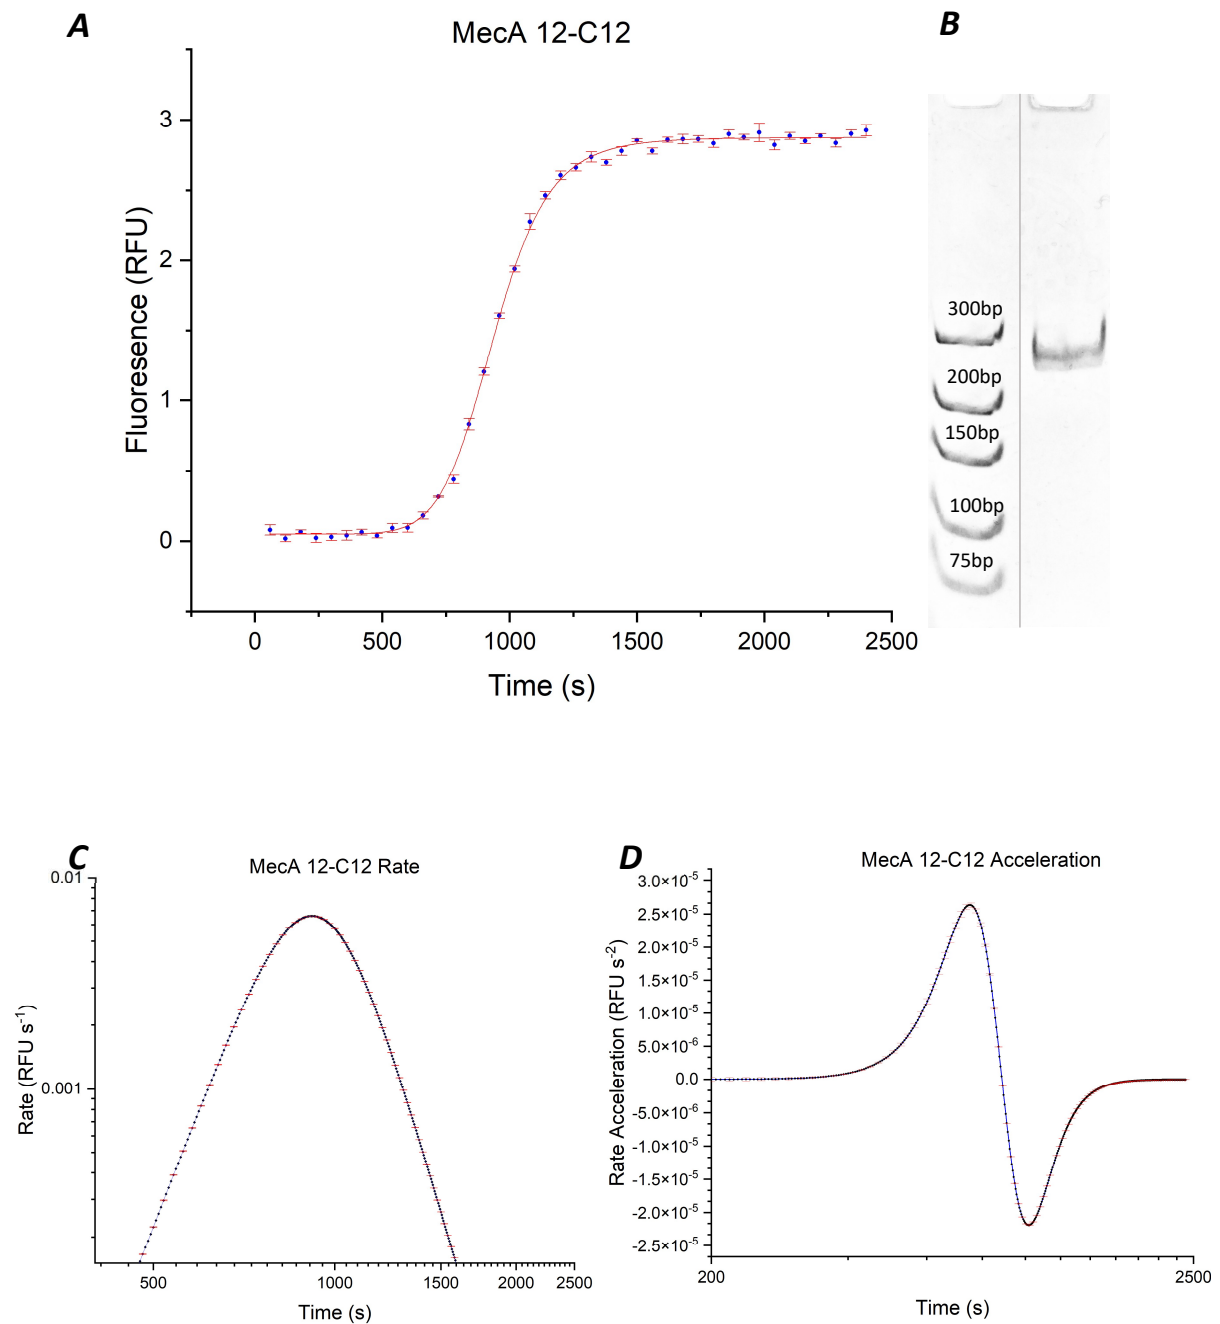 A
MecA 12-C12
B
3
2
1
0
Fluoresence (RFU)
0 500 1000 1500 2000 2500
Time (s)
300bp
200bp
150bp
100bp
75bp
C
MecA 12-C12 Rate
0.01
0.001
Rate (RFU s⁻¹)
500 1000 1500 2000 2500
Time (s)
D
MecA 12-C12 Acceleration
3.0×10⁻⁵
2.5×10⁻⁵
2.0×10⁻⁵
1.5×10⁻⁵
1.0×10⁻⁵
5.0×10⁻⁶
0.0
-5.0×10⁻⁶
-1.0×10⁻⁵
-1.5×10⁻⁵
-2.0×10⁻⁵
-2.5×10⁻⁵
Rate Acceleration (RFU s⁻²)
200 2500
Time (s)